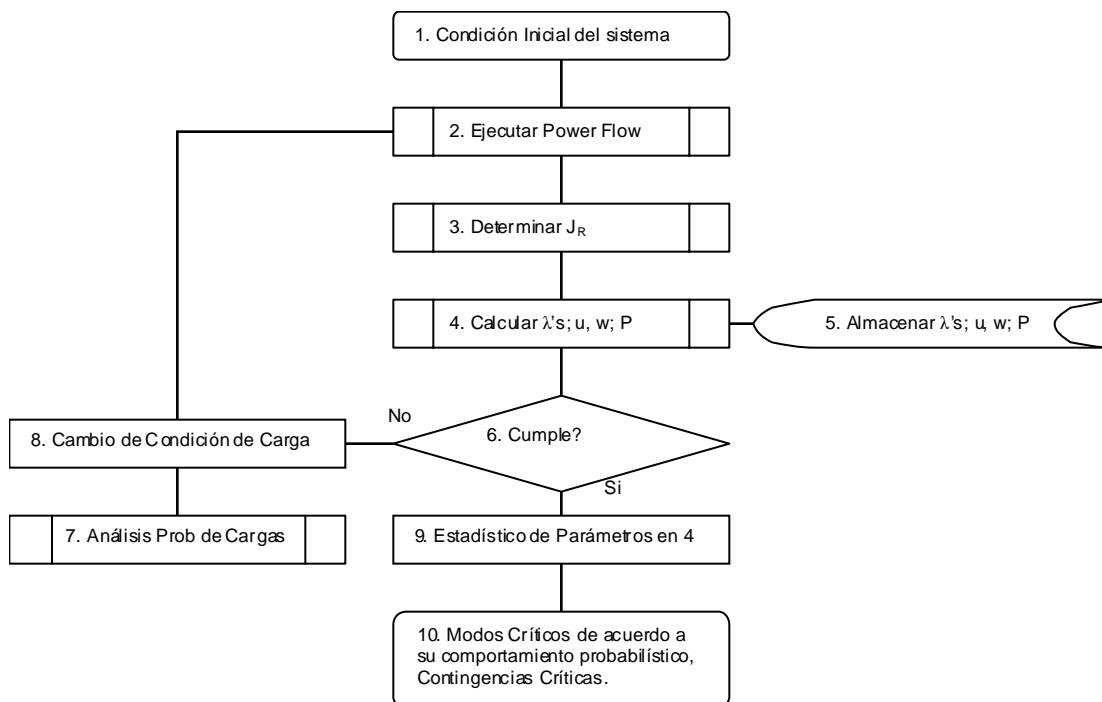 1. Condición Inicial del sistema
2. Ejecutar Power Flow
3. Determinar J_R
4. Calcular λ's; u, w; P
5. Almacenar λ's; u, w; P
No
6. Cumple?
8. Cambio de Condición de Carga
Si
7. Análisis Prob de Cargas
9. Estadístico de Parámetros en 4
10. Modos Críticos de acuerdo a
su comportamiento probabilístico,
Contingencias Críticas.